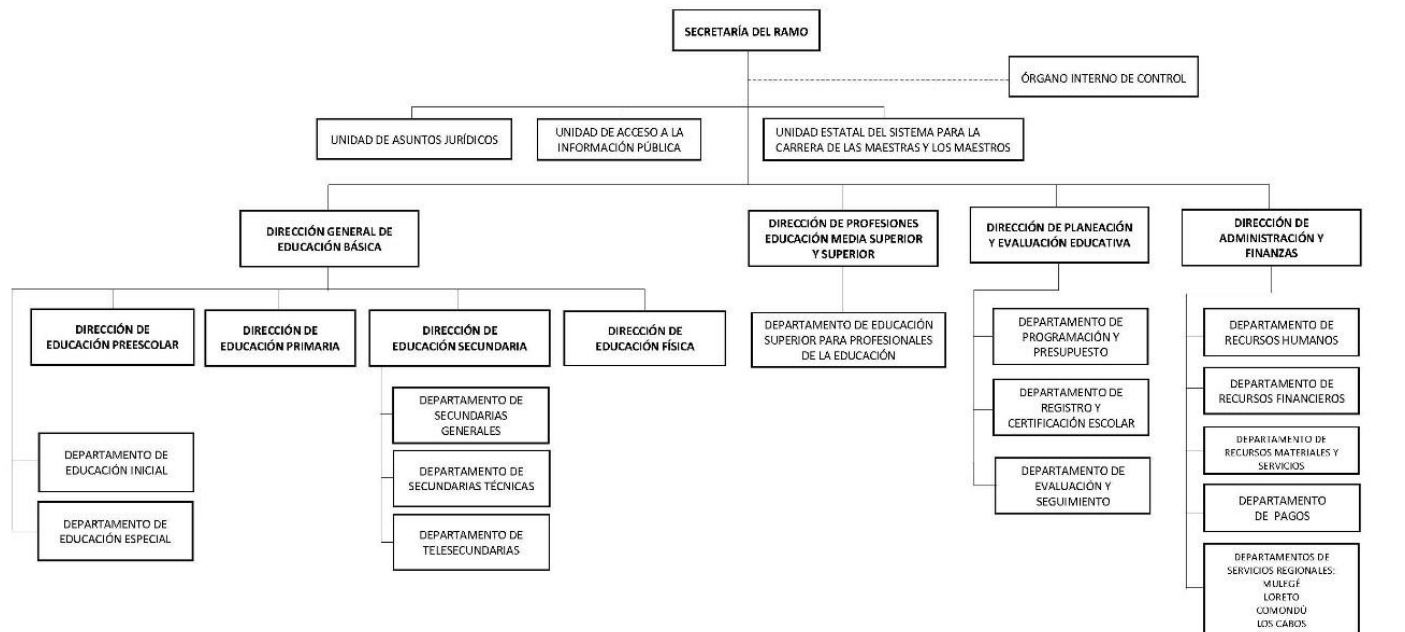 SECRETARÍA DEL RAMO
ÓRGANO INTERNO DE CONTROL
UNIDAD DE ASUNTOS JURÍDICOS
UNIDAD DE ACCESO A LA
INFORMACIÓN PÚBLICA
UNIDAD ESTATAL DEL SISTEMA PARA LA
CARRERA DE LAS MAESTRAS Y LOS MAESTROS
DIRECCIÓN GENERAL DE
EDUCACIÓN BÁSICA
DIRECCIÓN DE PROFESIONES
EDUCACIÓN MEDIA SUPERIOR
Y SUPERIOR
DIRECCIÓN DE PLANEACIÓN
Y EVALUACIÓN EDUCATIVA
DIRECCIÓN DE
ADMINISTRACIÓN Y
FINANZAS
DIRECCIÓN DE
EDUCACIÓN PREESCOLAR
DIRECCIÓN DE
EDUCACIÓN PRIMARIA
DIRECCIÓN DE
EDUCACIÓN SECUNDARIA
DIRECCIÓN DE
EDUCACIÓN FÍSICA
DEPARTAMENTO DE EDUCACIÓN
SUPERIOR PARA PROFESIONALES
DE LA EDUCACIÓN
DEPARTAMENTO DE
PROGRAMACIÓN Y
PRESUPUESTO
DEPARTAMENTO DE
RECURSOS HUMANOS
DEPARTAMENTO DE
SECUNDARIAS
GENERALES
DEPARTAMENTO DE
REGISTRO Y
CERTIFICACIÓN ESCOLAR
DEPARTAMENTO DE
RECURSOS FINANCIEROS
DEPARTAMENTO DE
EDUCACIÓN INICIAL
DEPARTAMENTO DE
SECUNDARIAS TÉCNICAS
DEPARTAMENTO DE
EVALUACIÓN Y
SEGUIMIENTO
DEPARTAMENTO DE
RECURSOS MATERIALES Y
SERVICIOS
DEPARTAMENTO DE
EDUCACIÓN ESPECIAL
DEPARTAMENTO DE
TELESECUNDARIAS
DEPARTAMENTO
DE PAGOS
DEPARTAMENTOS DE
SERVICIOS REGIONALES:
MULEGÉ
LORETO
COMONDÚ
LOS CABOS